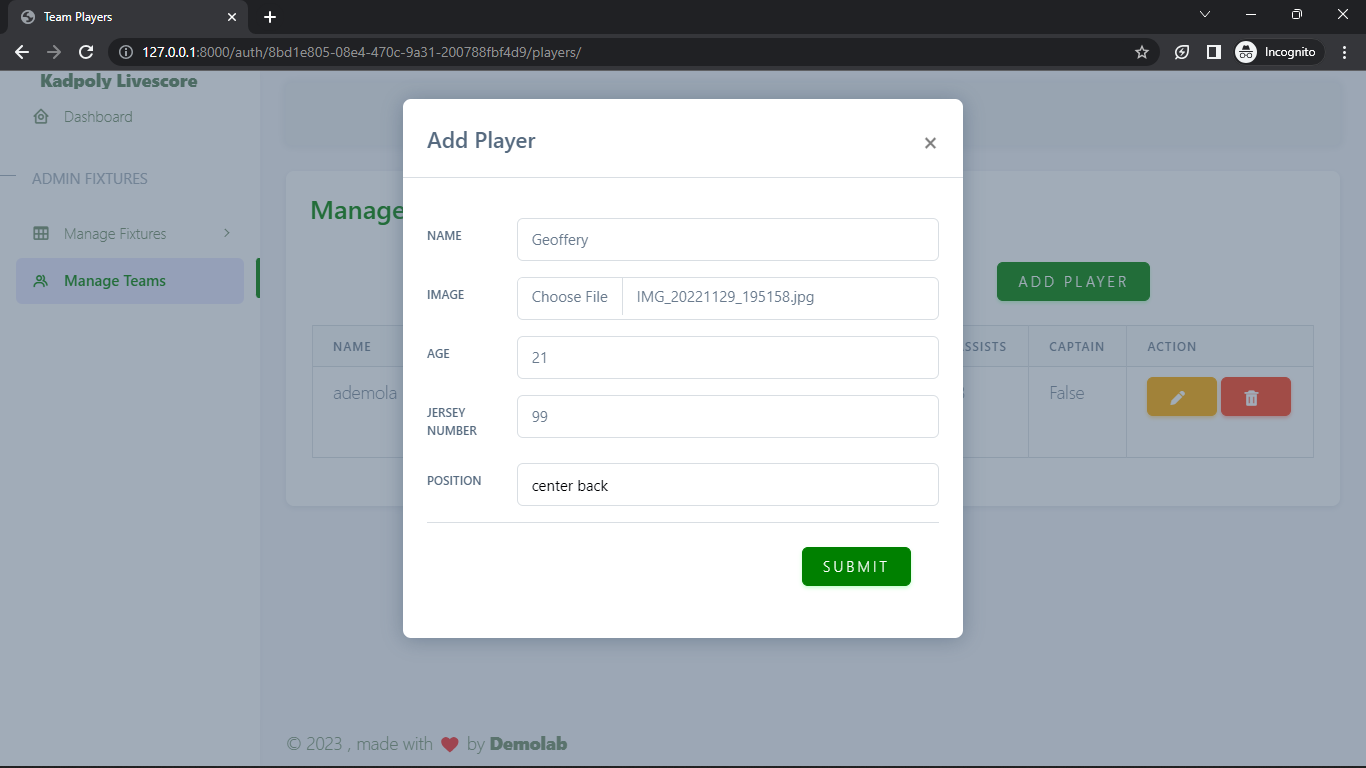 Team Players
127.0.0.1:8000/auth/8bd1e805-08e4-470c-9a31-200788fbf4d9/players/
Incognito
Kadpoly Livescore
Dashboard
ADMIN FIXTURES
Manage Fixtures
Manage Teams
Manage
ADD PLAYER
NAME
CAPTAIN
ACTION
ademola
False
Add Player
×
NAME
Geoffery
IMAGE
Choose File
IMG_20221129_195158.jpg
AGE
21
JERSEY
NUMBER
99
POSITION
center back
SUBMIT
© 2023 , made with ❤️ by Demolab